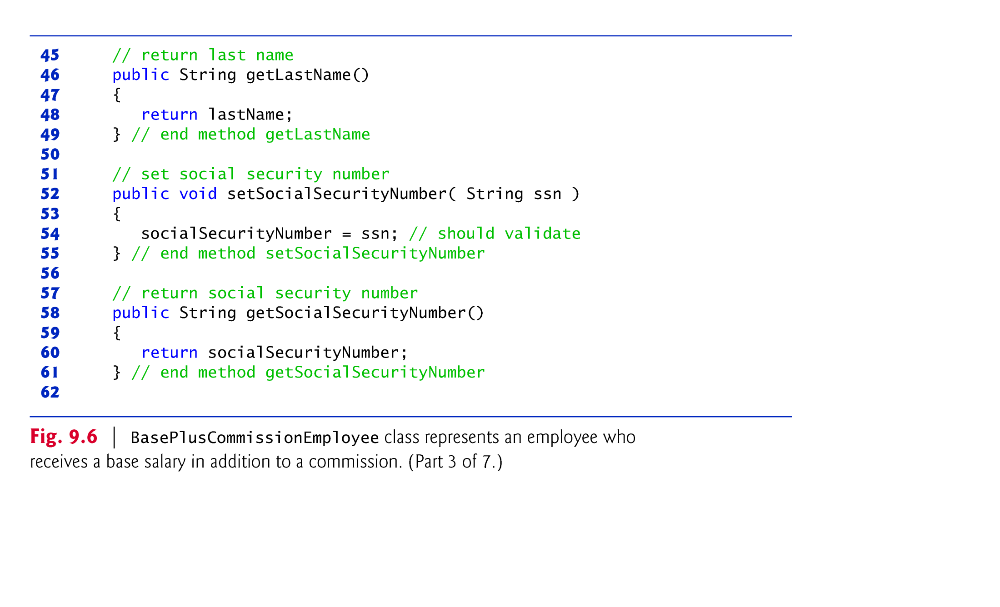 45 // return last name
46 public String getLastName()
47 {
48 return lastName;
49 } // end method getLastName
50
51 // set social security number
52 public void setSocialSecurityNumber( String ssn )
53 {
54 socialSecurityNumber = ssn; // should validate
55 } // end method setSocialSecurityNumber
56
57 // return social security number
58 public String getSocialSecurityNumber()
59 {
60 return socialSecurityNumber;
61 } // end method getSocialSecurityNumber
62
Fig. 9.6 | BasePlusCommissionEmployee class represents an employee who
receives a base salary in addition to a commission. (Part 3 of 7.)